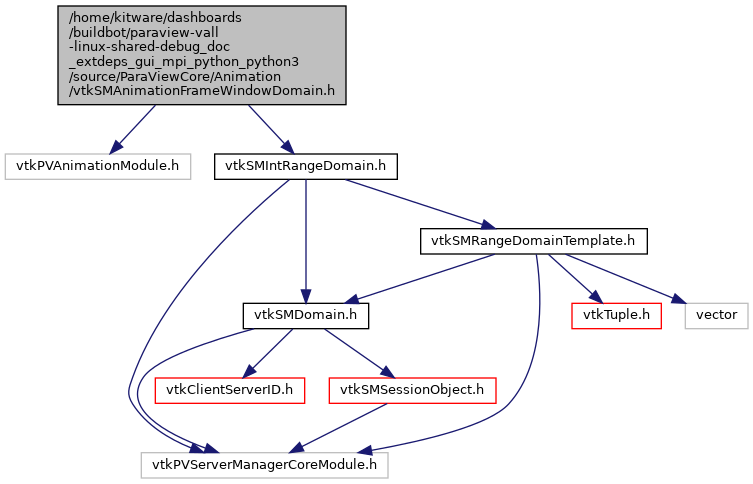 /home/kitware/dashboards
/buildbot/paraview-vall
-linux-shared-debug_doc
_extdeps_gui_mpi_python_python3
/source/ParaViewCore/Animation
/vtkSMAnimationFrameWindowDomain.h
vtkPVAnimationModule.h
vtkSMIntRangeDomain.h
vtkSMRangeDomainTemplate.h
vtkSMDomain.h
vtkTuple.h
vector
vtkClientServerID.h
vtkSMSessionObject.h
vtkPVServerManagerCoreModule.h